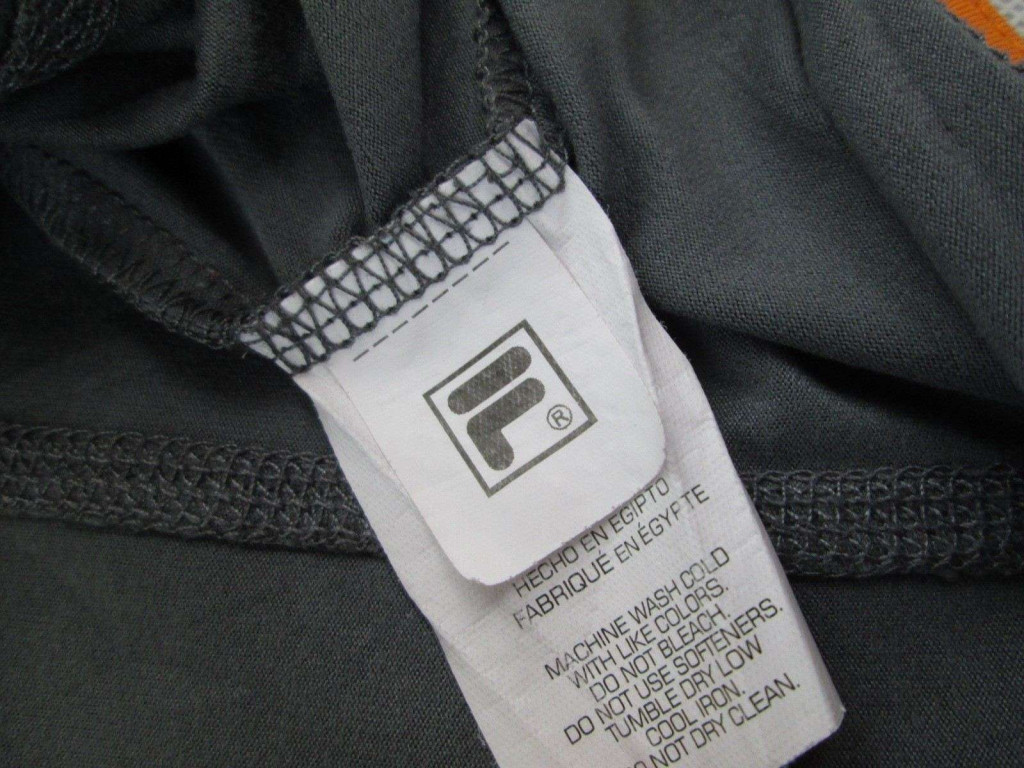 F®
HECHO EN EGIPTO
FABRIQUÉ EN ÉGYPTE
MACHINE WASH COLD
WITH LIKE COLORS.
DO NOT BLEACH.
DO NOT USE SOFTENERS.
TUMBLE DRY LOW
COOL IRON.
DO NOT DRY CLEAN.